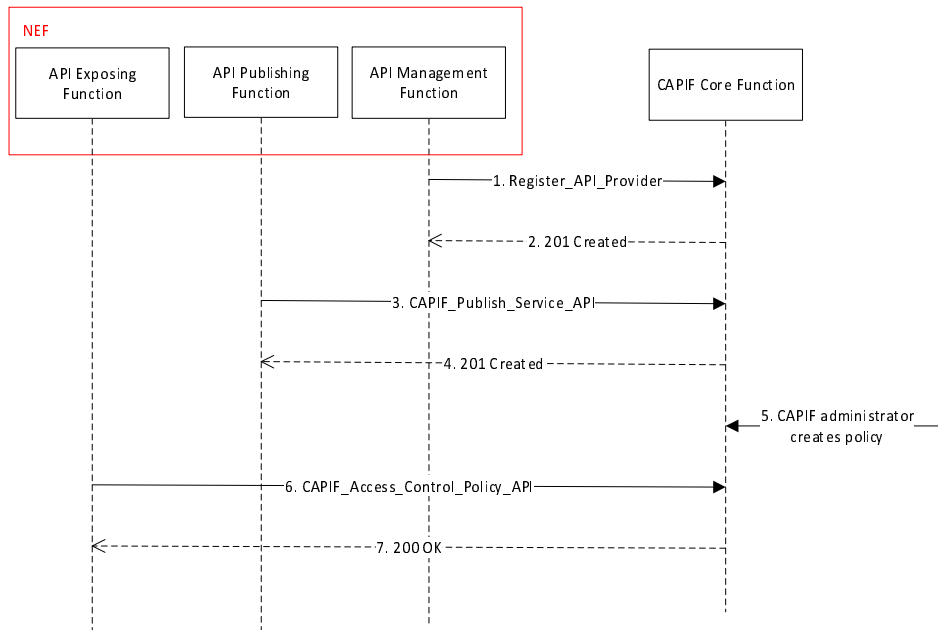 NEF
API Exposing
Function
API Publishing
Function
API Management
Function
CAPIF Core Function
1. Register_API_Provider
2. 201 Created
3. CAPIF_Publish_Service_API
4. 201 Created
5. CAPIF administrator
creates policy
6. CAPIF_Access_Control_Policy_API
7. 200 OK